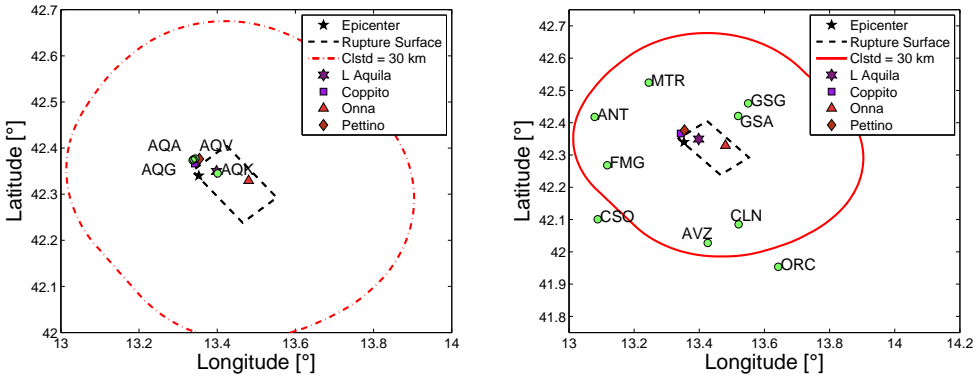 42.7
42.6
42.5
42.4
42.3
42.2
42.1
42
13
13.2
13.4
13.6
13.8
14
Latitude [°]
Longitude [°]
Epicenter
Rupture Surface
Clstd = 30 km
L Aquila
Coppito
Onna
Pettino
AQA
AQV
AQG
AQK
42.7
42.6
42.5
42.4
42.3
42.2
42.1
42
41.9
41.8
13
13.2
13.4
13.6
13.8
14
14.2
Latitude [°]
Longitude [°]
Epicenter
Rupture Surface
Clstd = 30 km
L Aquila
Coppito
Onna
Pettino
MTR
GSG
ANT
GSA
FMG
CSO
CLN
AVZ
ORC